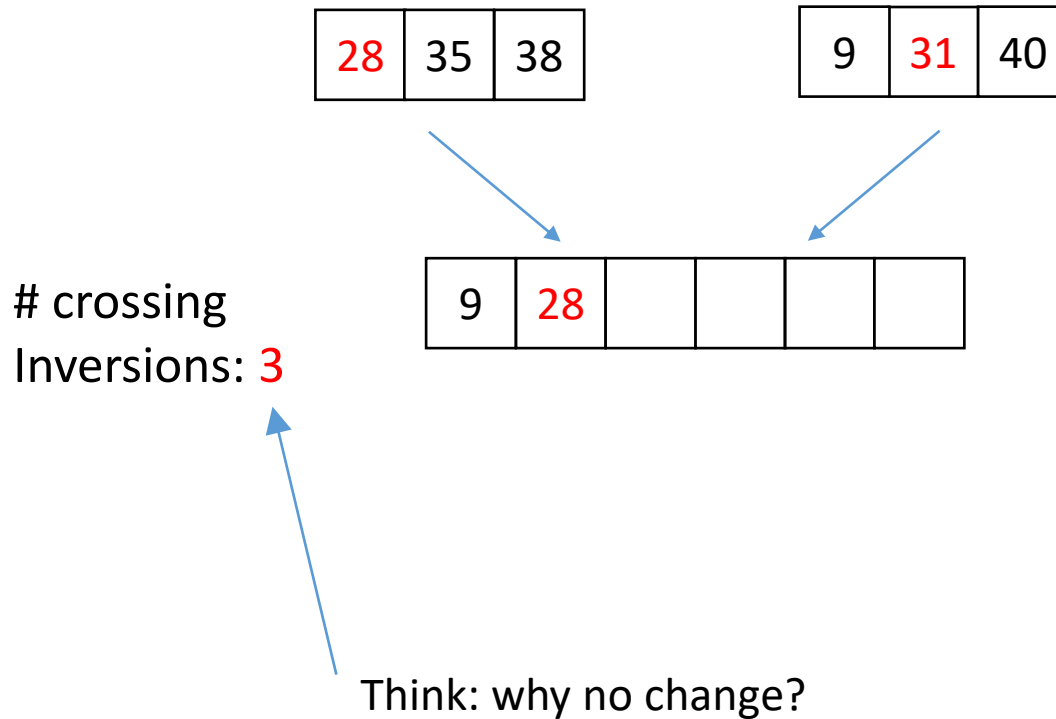 28 35 38
9 31 40
9 28
# crossing
Inversions: 3
Think: why no change?